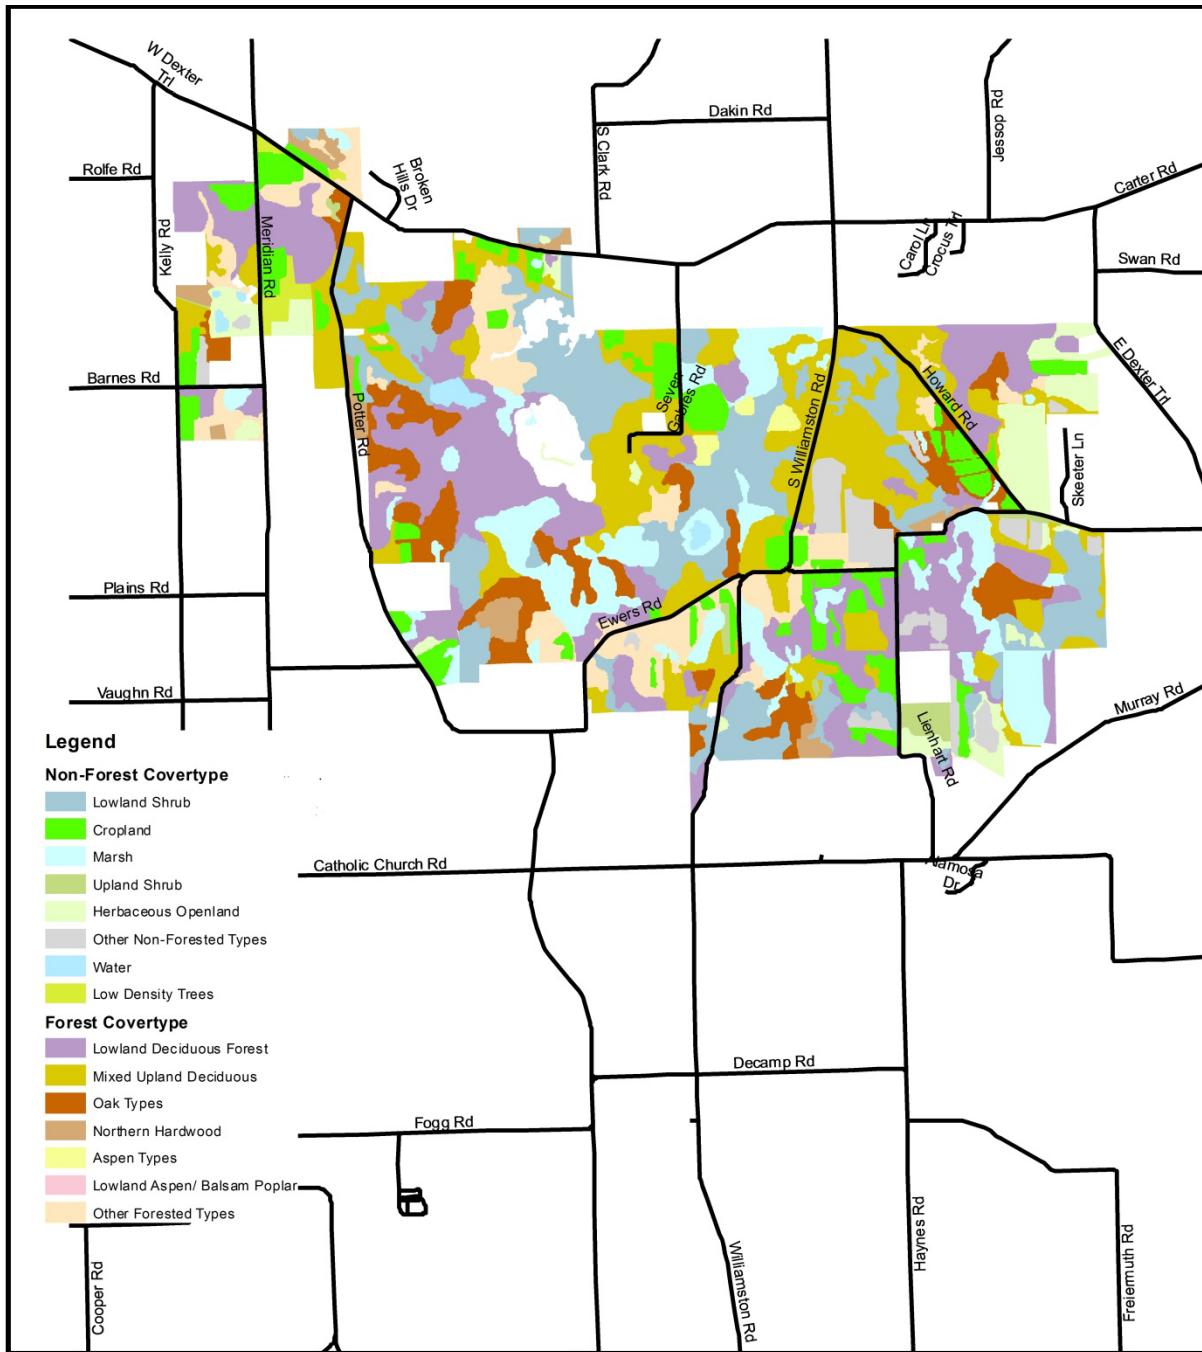 W Dexter
Trl
Dakin Rd
Jessop Rd
S Clark Rd
Rolfe Rd
Broken
Hills Dr
Carter Rd
Kelly Rd
Meridian Rd
Carol Ln
Crocus Trl
Swan Rd
E Dexter Trl
Barnes Rd
Potter Rd
Seven
Gables Rd
S Williamston Rd
Howard Rd
Skeeter Ln
Plains Rd
Ewers Rd
Vaughn Rd
Murray Rd
Lienhart Rd
Legend
Non-Forest Covertype
Lowland Shrub
Cropland
Marsh
Upland Shrub
Herbaceous Openland
Other Non-Forested Types
Water
Low Density Trees
Forest Covertype
Lowland Deciduous Forest
Mixed Upland Deciduous
Oak Types
Northern Hardwood
Aspen Types
Lowland Aspen/ Balsam Poplar
Other Forested Types
Catholic Church Rd
Alamosa
Dr
Decamp Rd
Fogg Rd
Cooper Rd
Williamston Rd
Haynes Rd
Freiermuth Rd